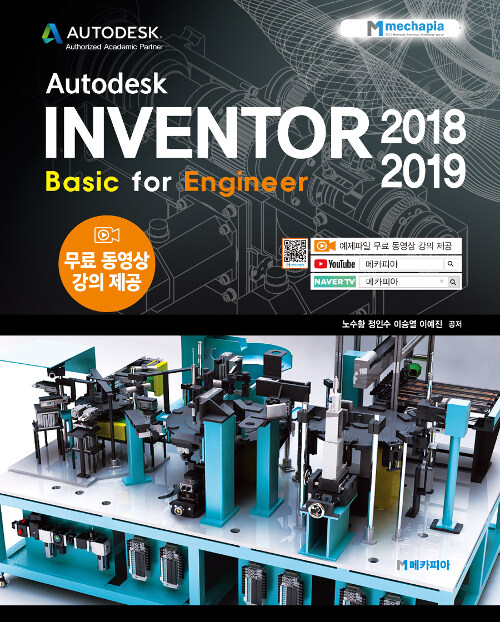 AUTODESK.
Authorized Academic Partner
mechapia
Autodesk
INVENTOR 2018 2019
Basic for Engineer
무료 동영상
강의 제공
예제파일 무료 동영상 강의 제공
YouTube 메카피아
NAVER TV 메카피아
노수황 정인수 이승열 이예진 공저
메카피아